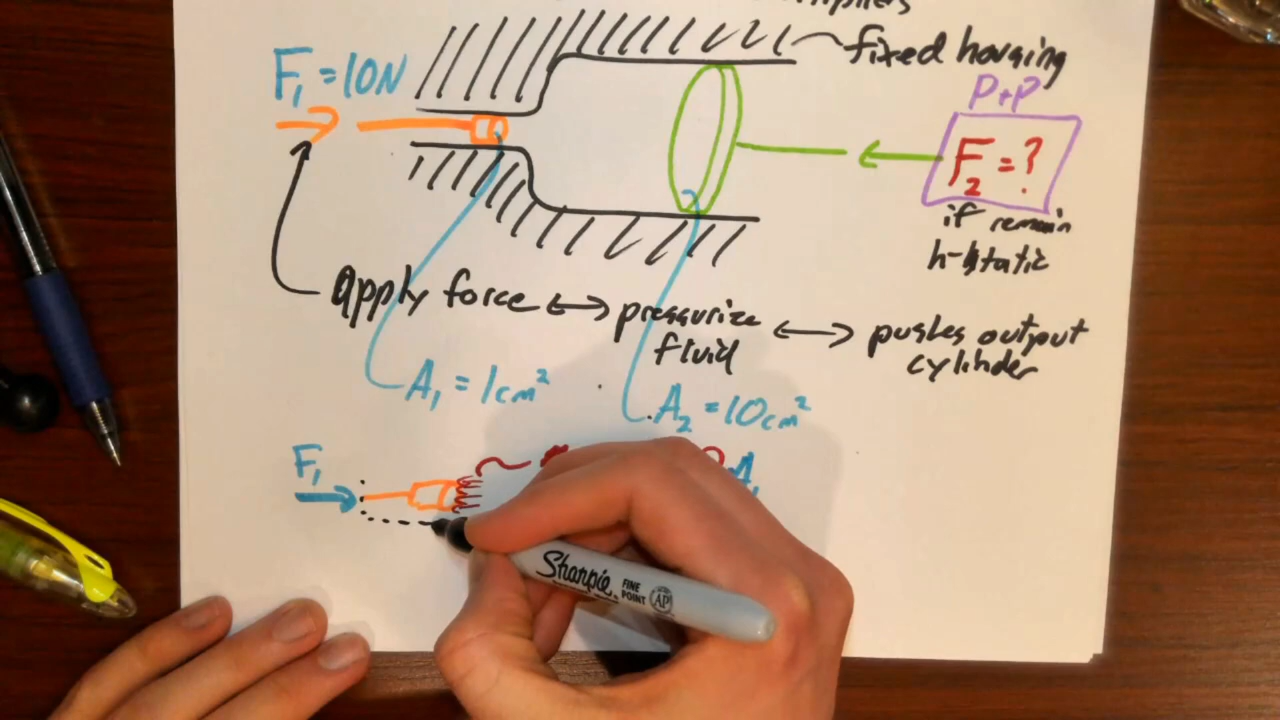 F₁ = 10N
fixed housing
P+P
F₂ = ?
if remain
h-static
apply force ↔ pressurize fluid ↔ pushes output cylinder
A₁ = 1cm²
A₂ = 10cm²
F₁
A₁
Sharpie.
FINE
POINT
AP